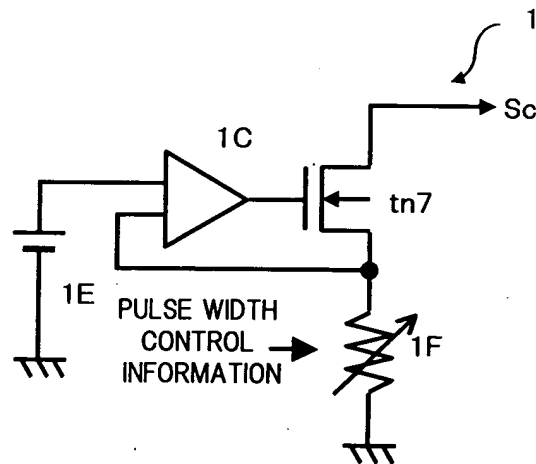 1
Sc
1C
tn7
1E
PULSE WIDTH
CONTROL
INFORMATION
1F